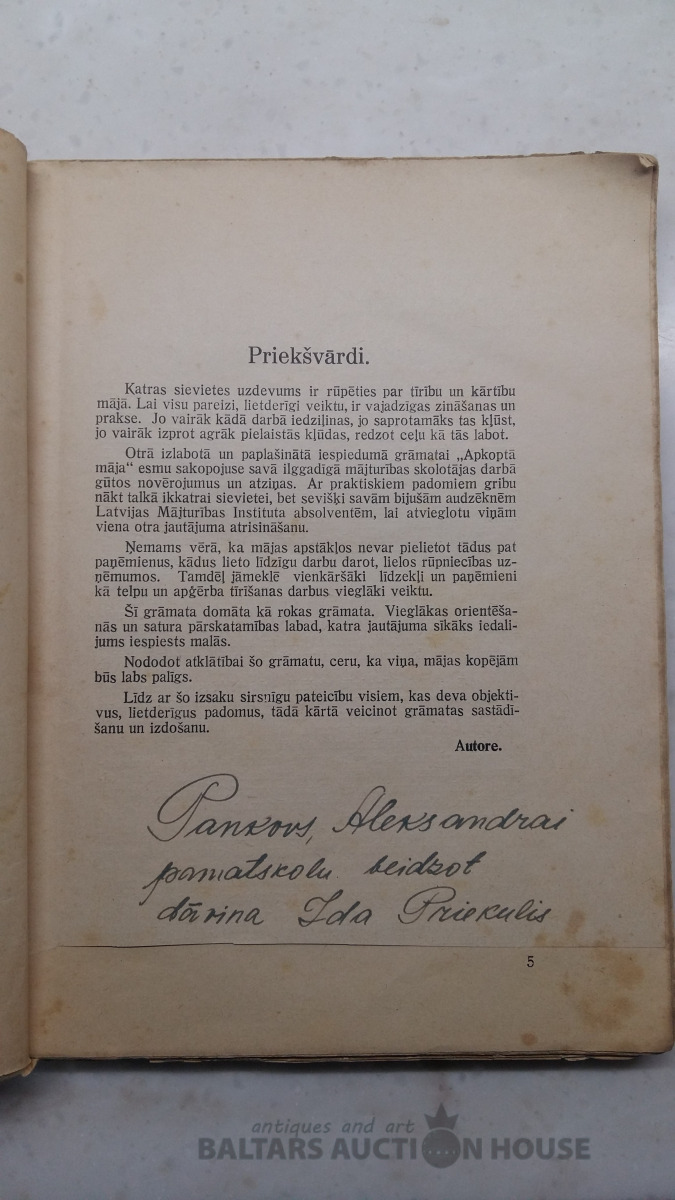 Priekšvārdi.
Katras sievietes uzdevums ir rūpēties par tīrību un kārtību
mājā. Lai visu pareizi, lietderīgi veiktu, ir vajadzīgas zināšanas un
prakse. Jo vairāk kādā darbā iedziļinas, jo saprotamāks tas kļūst,
jo vairāk izprot agrāk pielaistās kļūdas, redzot ceļu kā tās labot.
Otrā izlabotā un paplašinātā iespiedumā grāmatai „Apkoptā
māja“ esmu sakopojuse savā ilggadīgā mājturības skolotājas darbā
gūtos novērojumus un atziņas. Ar praktiskiem padomiem gribu
nākt talkā ikkatrai sievietei, bet sevišķi savām bijušām audzēknēm
Latvijas Mājturības Instituta absolventēm, lai atvieglotu viņām
viena otra jautājuma atrisināšanu.
Ņemams vērā, ka mājas apstākļos nevar pielietot tādus pat
paņēmienus, kādus lieto līdzīgu darbu darot, lielos rūpniecības uz-
ņēmumos. Tamdēļ jāmeklē vienkāršāki līdzekļi un paņēmieni
kā telpu un apģērba tīrīšanas darbus vieglāki veiktu.
Šī grāmata domāta kā rokas grāmata. Vieglākas orientēša-
nās un satura pārskatamības labad, katra jautājuma sīkāks iedalī-
jums iespiests malās.
Nododot atklātībai šo grāmatu, ceru, ka viņa, mājas kopējām
būs labs palīgs.
Līdz ar šo izsaku sirsnīgu pateicību visiem, kas deva objektī-
vus, lietderīgus padomus, tādā kārtā veicinot grāmatas sastādī-
šanu un izdošanu.
Autore.
Pankovs, Aleksandrai
pamatskolu beidzot
dāvina Ida Priekulis
5
antiques and art
BALTARS AUCTION HOUSE